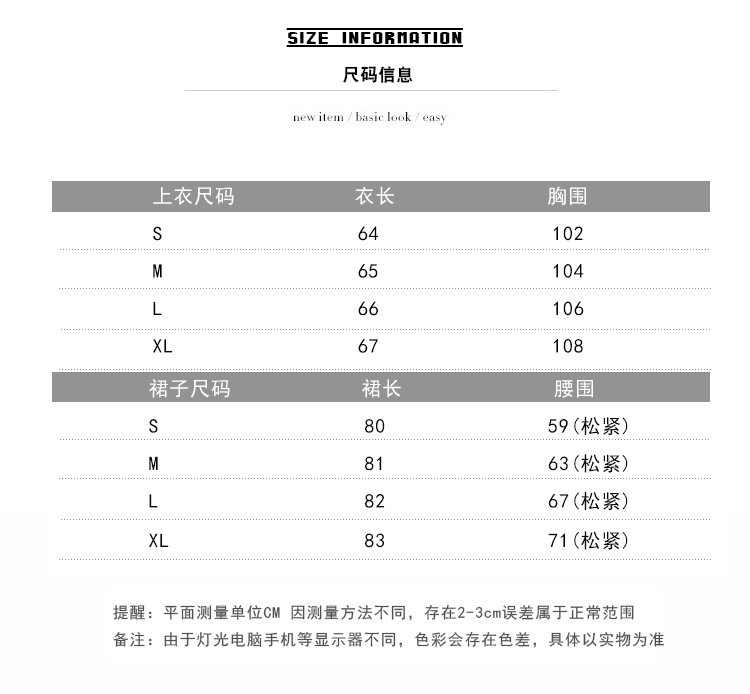 SIZE INFORMATION
尺码信息
new item / basic look / easy
上衣尺码 衣长 胸围
S 64 102
M 65 104
L 66 106
XL 67 108
裙子尺码 裙长 腰围
S 80 59(松紧)
M 81 63(松紧)
L 82 67(松紧)
XL 83 71(松紧)
提醒：平面测量单位CM 因测量方法不同，存在2-3cm误差属于正常范围
备注：由于灯光电脑手机等显示器不同，色彩会存在色差，具体以实物为准